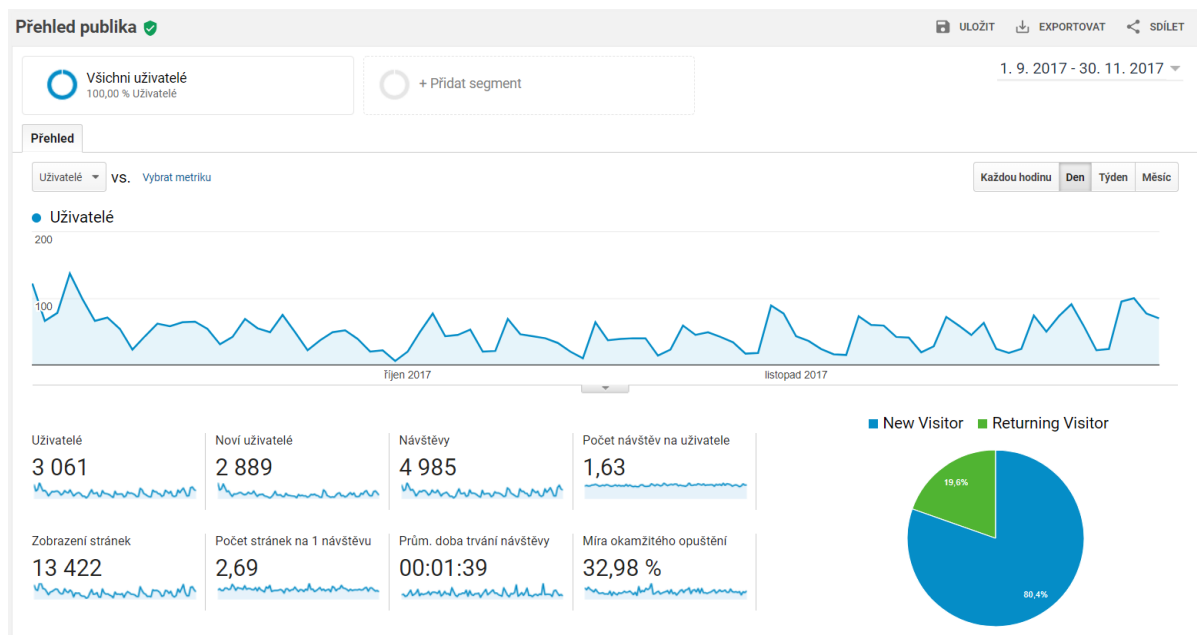 Přehled publika
ULOŽIT EXPORTOVAT SDÍLET
Všichni uživatelé
100,00 % Uživatelé
+ Přidat segment
1. 9. 2017 - 30. 11. 2017
Přehled
Uživatelé VS. Vybrat metriku
Každou hodinu Den Týden Měsíc
Uživatelé
200
100
říjen 2017 listopad 2017
New Visitor Returning Visitor
Uživatelé
3 061
Noví uživatelé
2 889
Návštěvy
4 985
Počet návštěv na uživatele
1,63
Zobrazení stránek
13 422
Počet stránek na 1 návštěvu
2,69
Prům. doba trvání návštěvy
00:01:39
Míra okamžitého opuštění
32,98 %
19,6%
80,4%